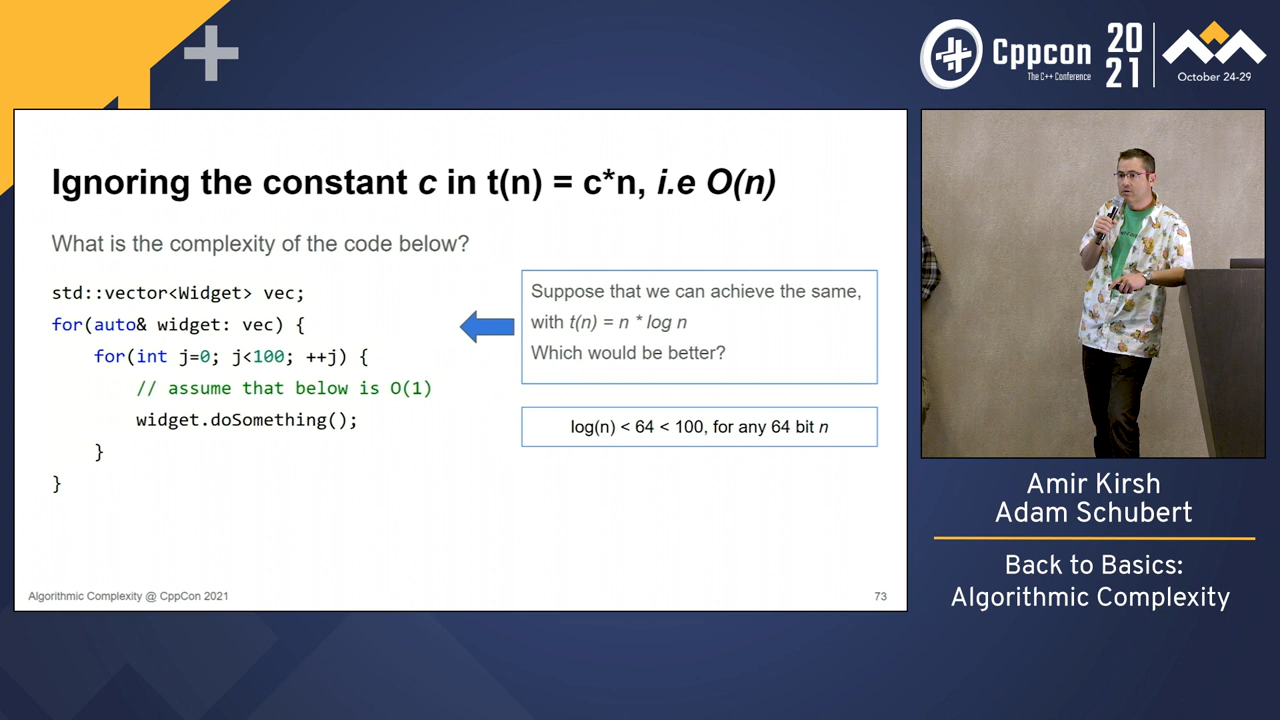 Cppcon
The C++ Conference
20
21
October 24-29
Ignoring the constant c in t(n) = c*n, i.e O(n)
What is the complexity of the code below?
std::vector<Widget> vec;
for(auto& widget: vec) {
for(int j=0; j<100; ++j) {
// assume that below is O(1)
widget.doSomething();
}
}
Suppose that we can achieve the same,
with t(n) = n * log n
Which would be better?
log(n) < 64 < 100, for any 64 bit n
Algorithmic Complexity @ CppCon 2021
73
Amir Kirsh
Adam Schubert
Back to Basics:
Algorithmic Complexity